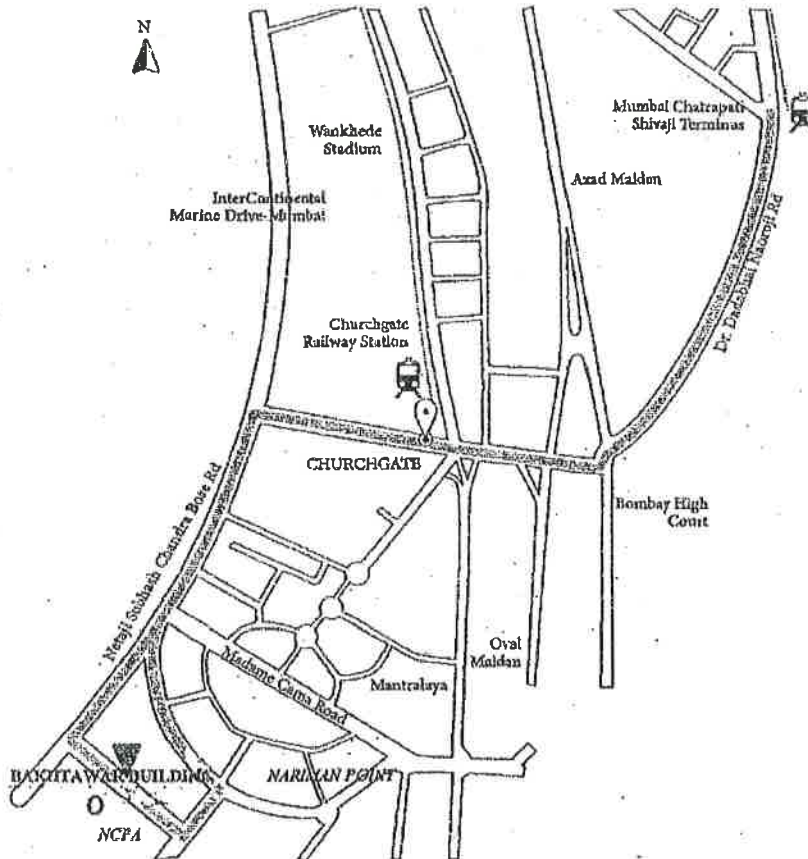 N
Wankhede
Stadium
Mumbai Chatrapati
Shivaji Terminus
Azad Maidan
InterContinental
Marine Drive-Mumbai
Dr. Dadabhai Naoroji Rd
Churchgate
Railway Station
CHURCHGATE
Bombay High
Court
Netaji Subhash Chandra Bose Rd
Oval
Maidan
Madame Cama Road
Mantralaya
BAKHTAWAR BUILDING
NARIMAN POINT
NCPA